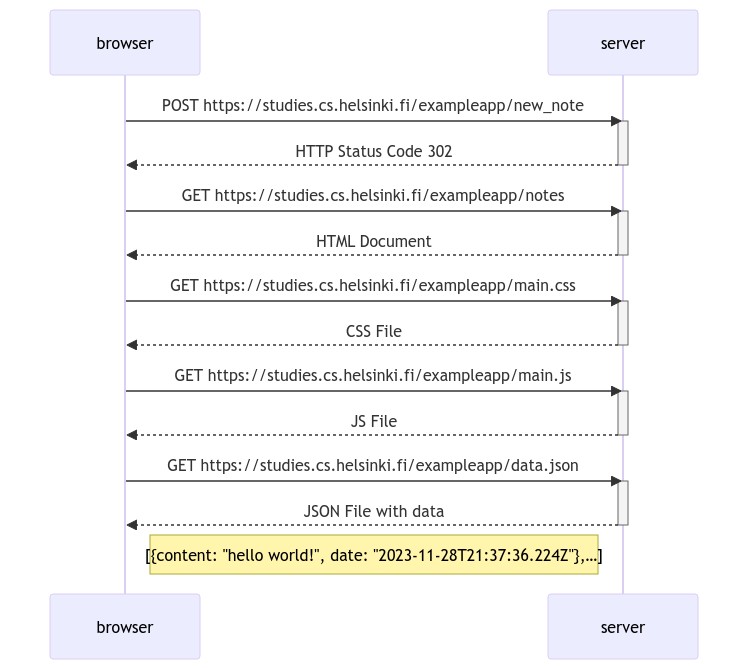 browser
server
POST https://studies.cs.helsinki.fi/exampleapp/new_note
HTTP Status Code 302
GET https://studies.cs.helsinki.fi/exampleapp/notes
HTML Document
GET https://studies.cs.helsinki.fi/exampleapp/main.css
CSS File
GET https://studies.cs.helsinki.fi/exampleapp/main.js
JS File
GET https://studies.cs.helsinki.fi/exampleapp/data.json
JSON File with data
[{content: "hello world!", date: "2023-11-28T21:37:36.224Z"},...]
browser
server